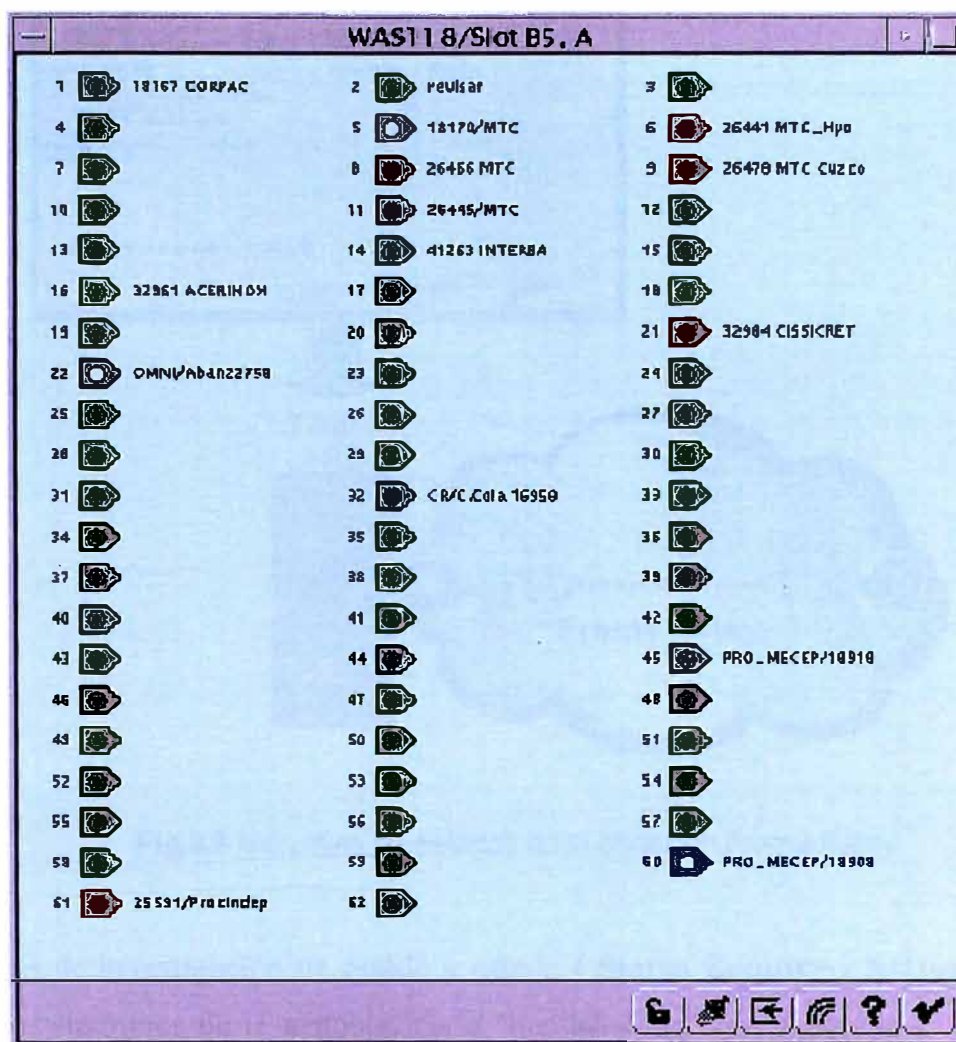 WAS118/Slot B5. A
1 18167 CORPAC 2 revisar 3
4 5 18170/MTC 6 26441 MTC_Hyo
7 8 26466 MTC 9 26478 MTC Cuzco
10 11 26445/MTC 12
13 14 41263 INTERBA 15
16 32961 ACERINOX 17 18
19 20 21 32984 CISSICRET
22 OMNI/Abanz2758 23 24
25 26 27
28 29 30
31 32 CR/C.Cola 16958 33
34 35 36
37 38 39
40 41 42
43 44 45 PRO_MECEP/18918
46 47 48
49 50 51
52 53 54
55 56 57
58 59 60 PRO_MECEP/18908
61 25591/Procindep 62